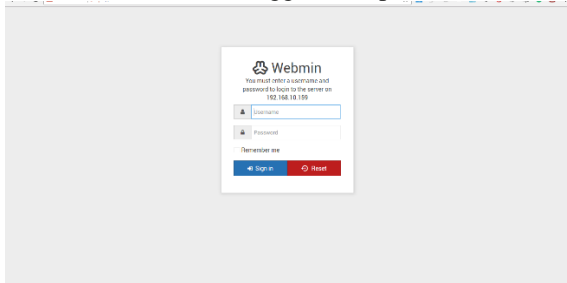 Webmin
You must enter a username and
password to login to the server on
192.168.10.159
Username
Password
Remember me
Sign in
Reset